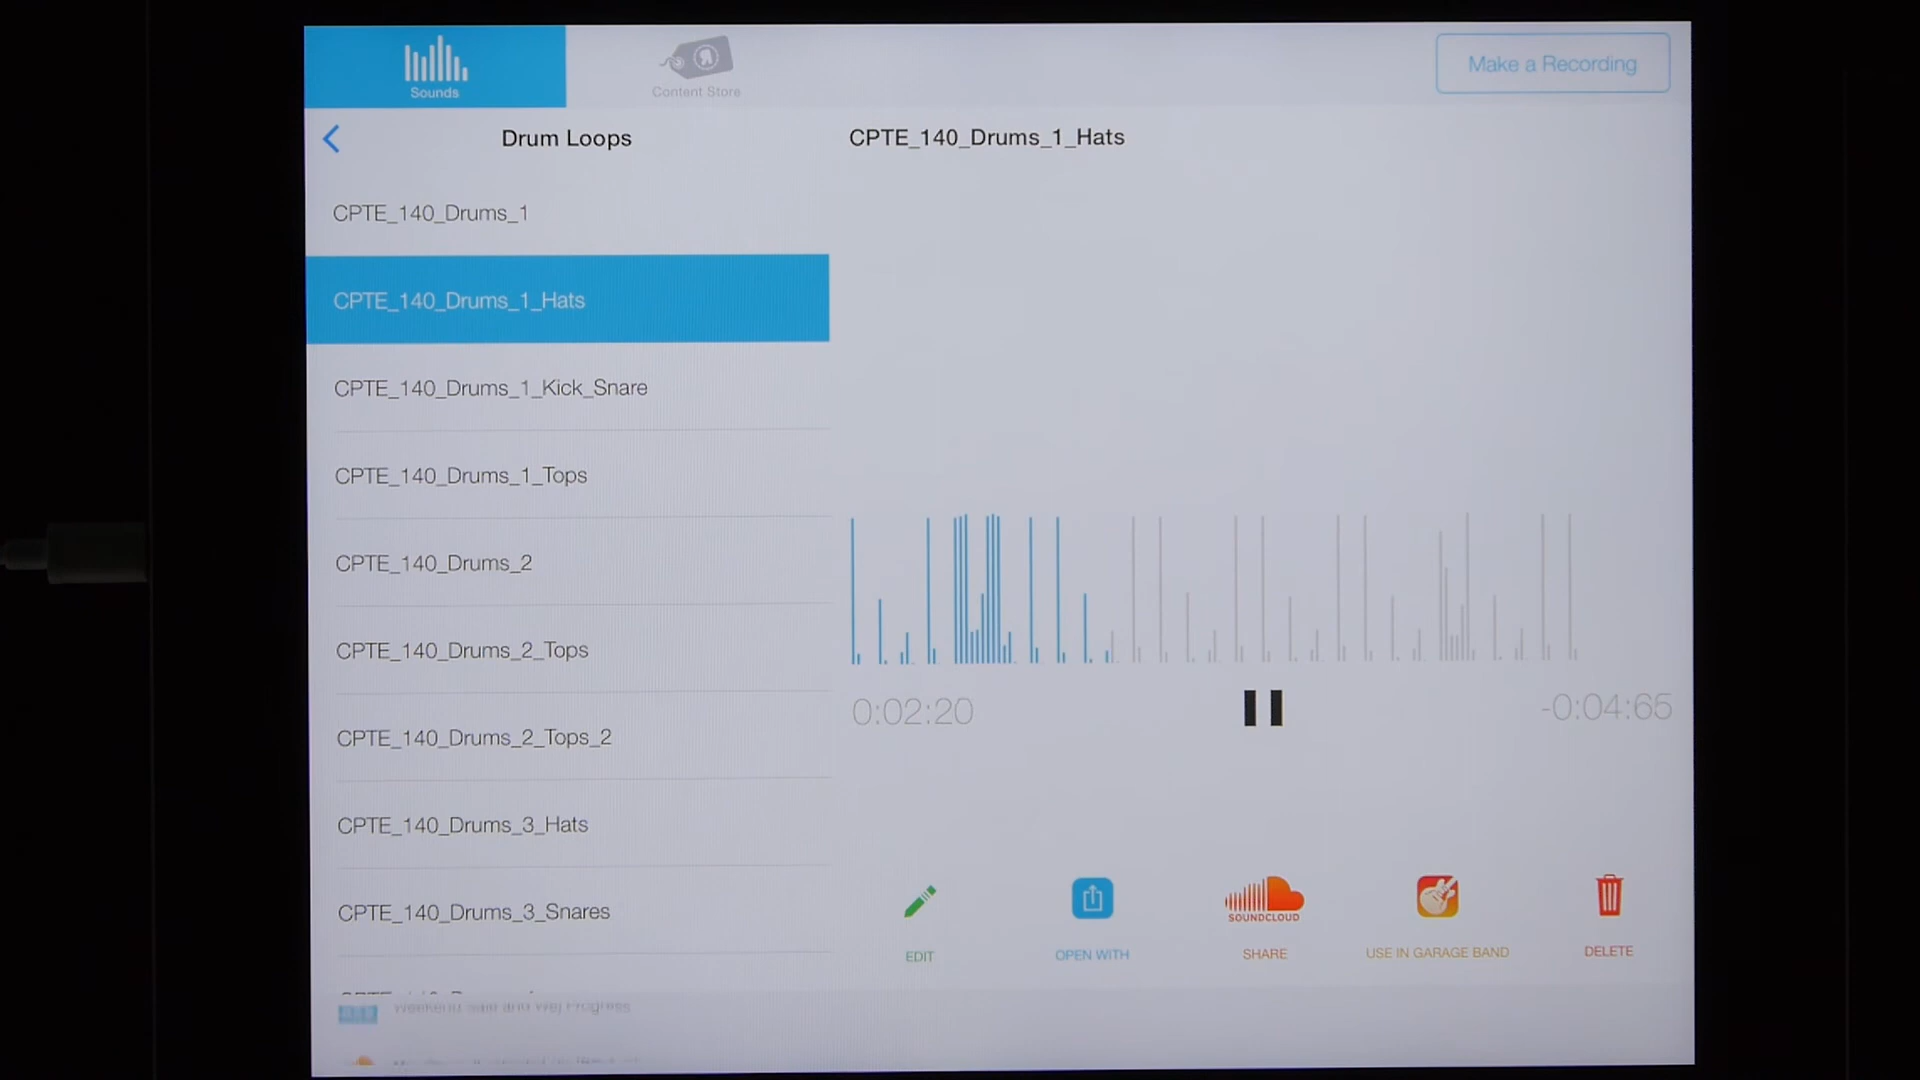 Sounds
Content Store
Make a Recording
Drum Loops
CPTE_140_Drums_1_Hats
CPTE_140_Drums_1
CPTE_140_Drums_1_Hats
CPTE_140_Drums_1_Kick_Snare
CPTE_140_Drums_1_Tops
CPTE_140_Drums_2
CPTE_140_Drums_2_Tops
CPTE_140_Drums_2_Tops_2
CPTE_140_Drums_3_Hats
CPTE_140_Drums_3_Snares
0:02:20
-0:04:65
SOUNDCLOUD
EDIT
OPEN WITH
SHARE
USE IN GARAGE BAND
DELETE